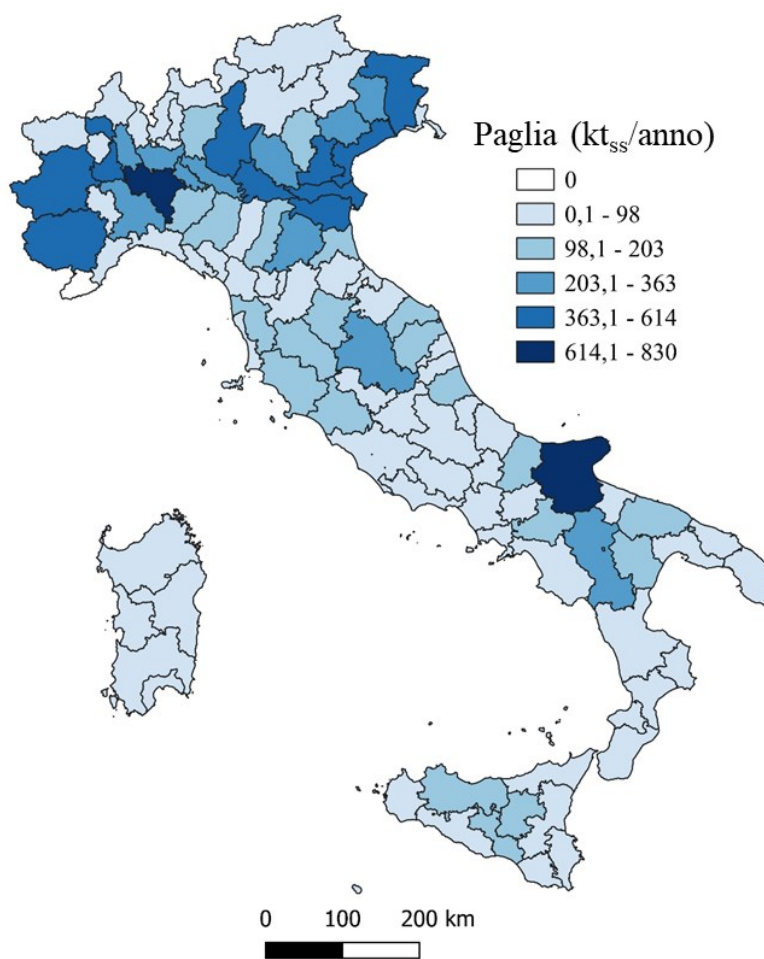 Paglia (ktss/anno)
0
0,1 - 98
98,1 - 203
203,1 - 363
363,1 - 614
614,1 - 830
0 100 200 km